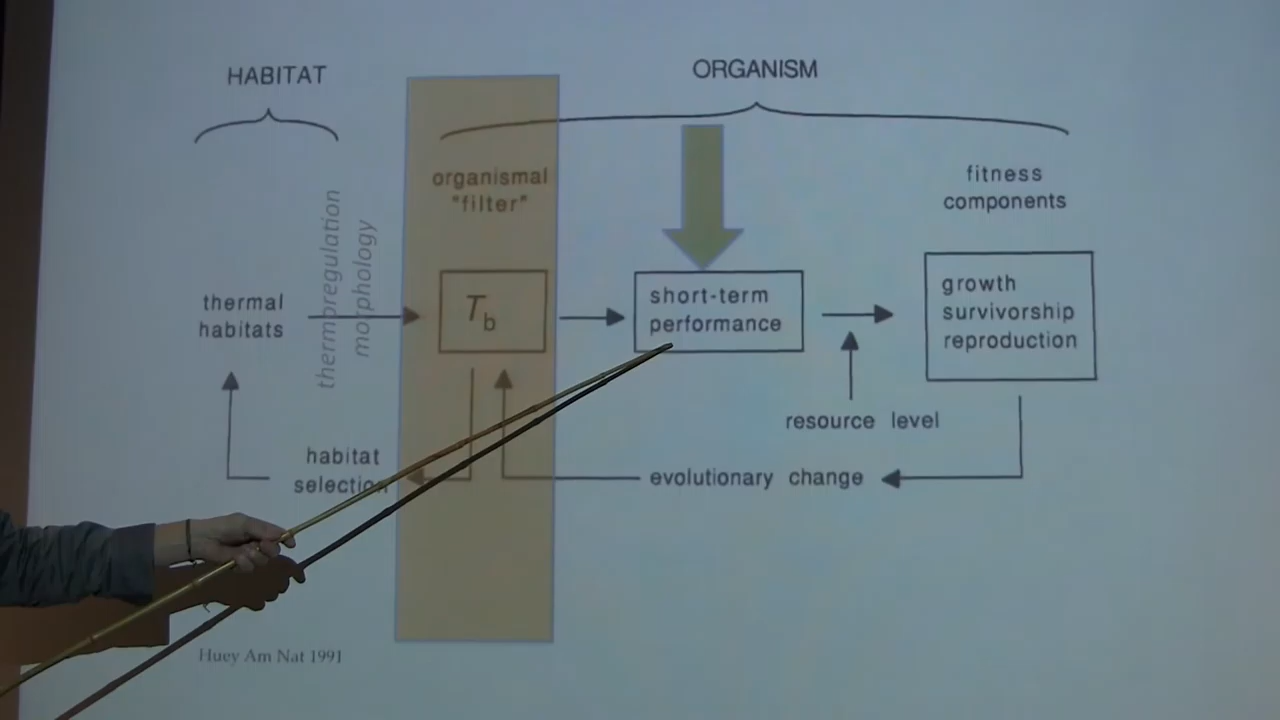 HABITAT
ORGANISM
organismal
"filter"
fitness
components
thermoregulation
morphology
thermal
habitats
T_b
short-term
performance
growth
survivorship
reproduction
resource level
habitat
selection
evolutionary change
Huey Am Nat 1991